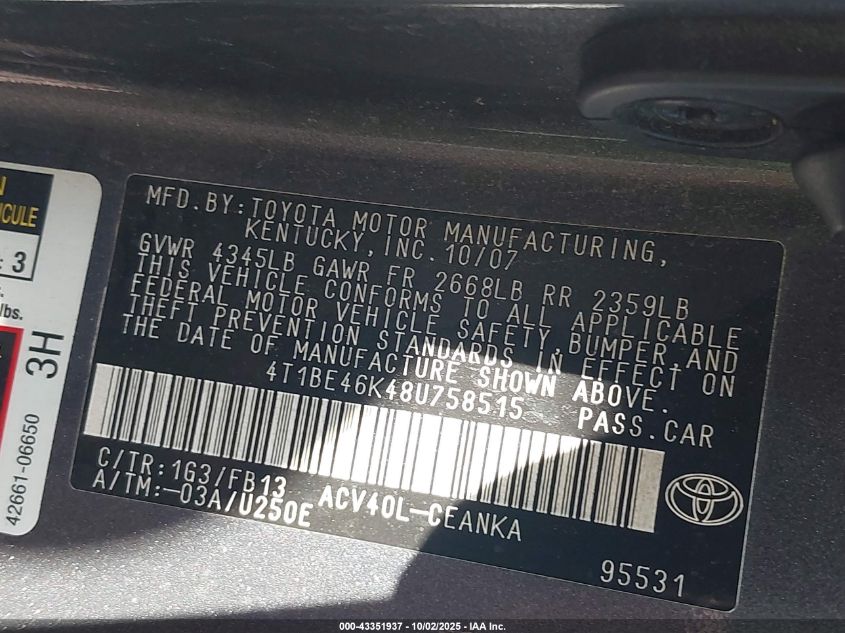 N
ICULE
: 3
lbs.
3H
42661-06650
MFD.BY:TOYOTA MOTOR MANUFACTURING,
KENTUCKY,INC. 10/07
GVWR 4345LB GAWR FR 2668LB RR 2359LB
THIS VEHICLE CONFORMS TO ALL APPLICABLE
FEDERAL MOTOR VEHICLE SAFETY,BUMPER,AND
THEFT PREVENTION STANDARDS IN EFFECT ON
THE DATE OF MANUFACTURE SHOWN ABOVE.
4T1BE46K48U758515 PASS.CAR
C/TR:1G3/FB13
A/TM:-03A/U250E ACV40L-CEANKA
95531
000-43351937 - 10/02/2025 - IAA Inc.